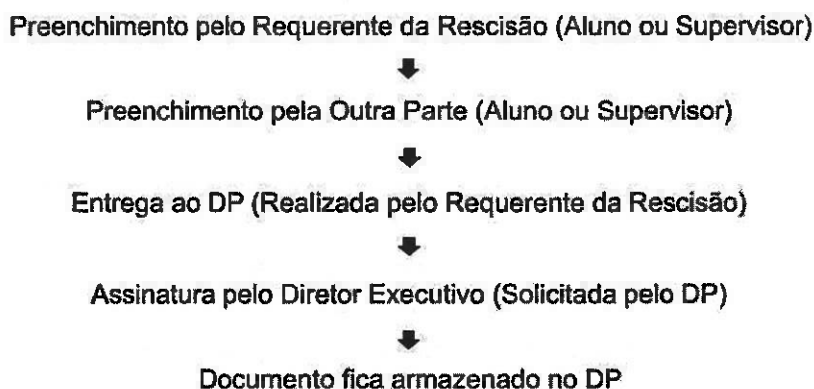 Preenchimento pelo Requerente da Rescisão (Aluno ou Supervisor)
Preenchimento pela Outra Parte (Aluno ou Supervisor)
Entrega ao DP (Realizada pelo Requerente da Rescisão)
Assinatura pelo Diretor Executivo (Solicitada pelo DP)
Documento fica armazenado no DP